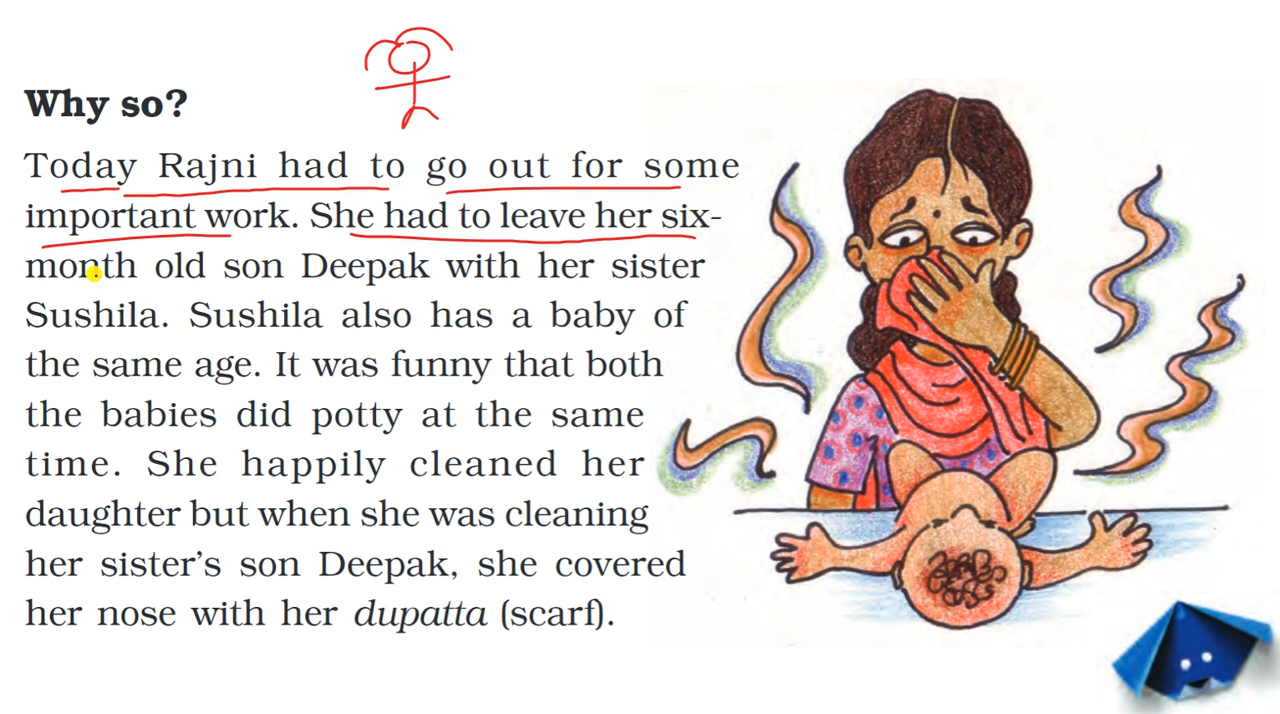 Why so?
Today Rajni had to go out for some
important work. She had to leave her six-
month old son Deepak with her sister
Sushila. Sushila also has a baby of
the same age. It was funny that both
the babies did potty at the same
time. She happily cleaned her
daughter but when she was cleaning
her sister's son Deepak, she covered
her nose with her dupatta (scarf).